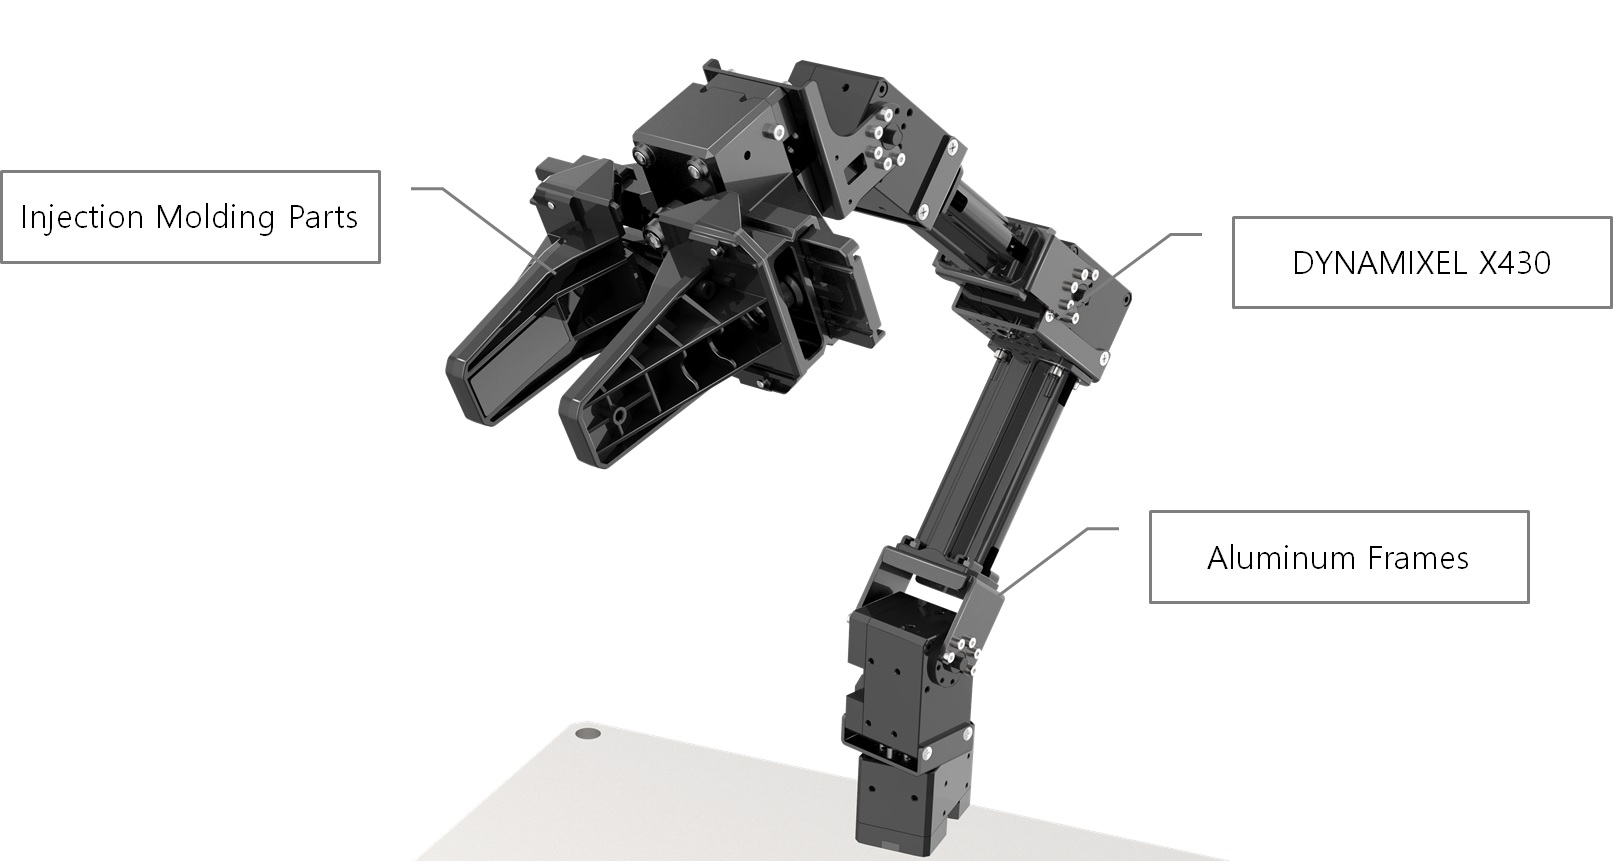 Injection Molding Parts
DYNAMIXEL X430
Aluminum Frames